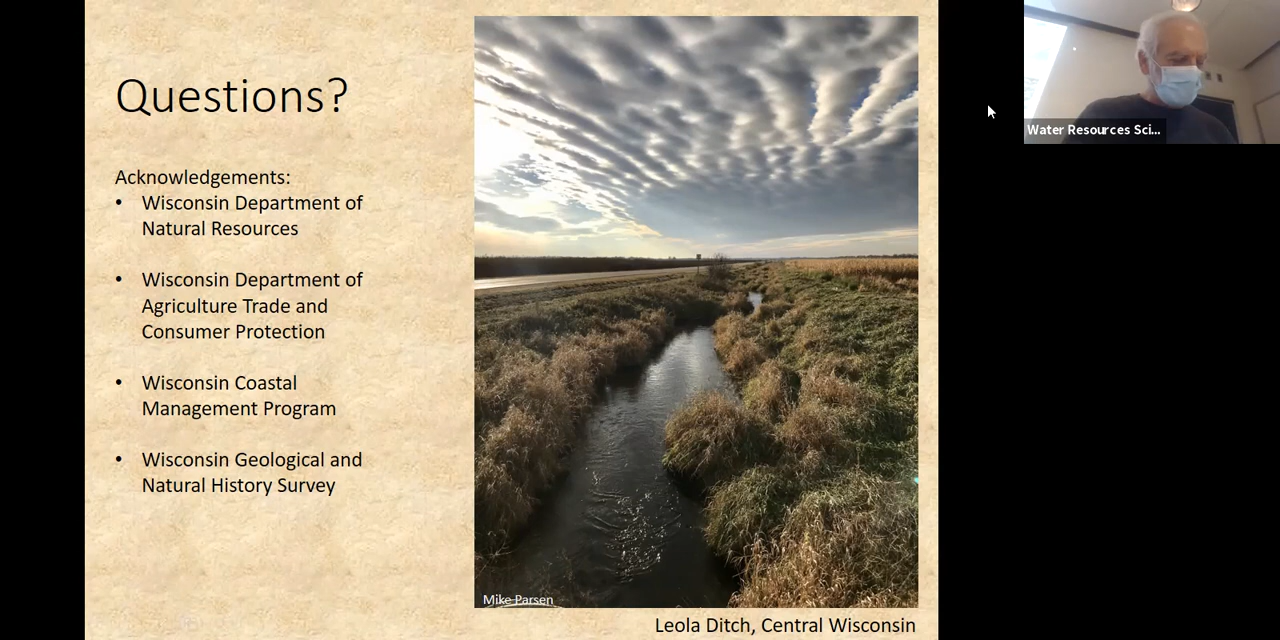 Questions?
Acknowledgements:
• Wisconsin Department of
Natural Resources
• Wisconsin Department of
Agriculture Trade and
Consumer Protection
• Wisconsin Coastal
Management Program
• Wisconsin Geological and
Natural History Survey
Mike Parsen
Leola Ditch, Central Wisconsin
Water Resources Sci...